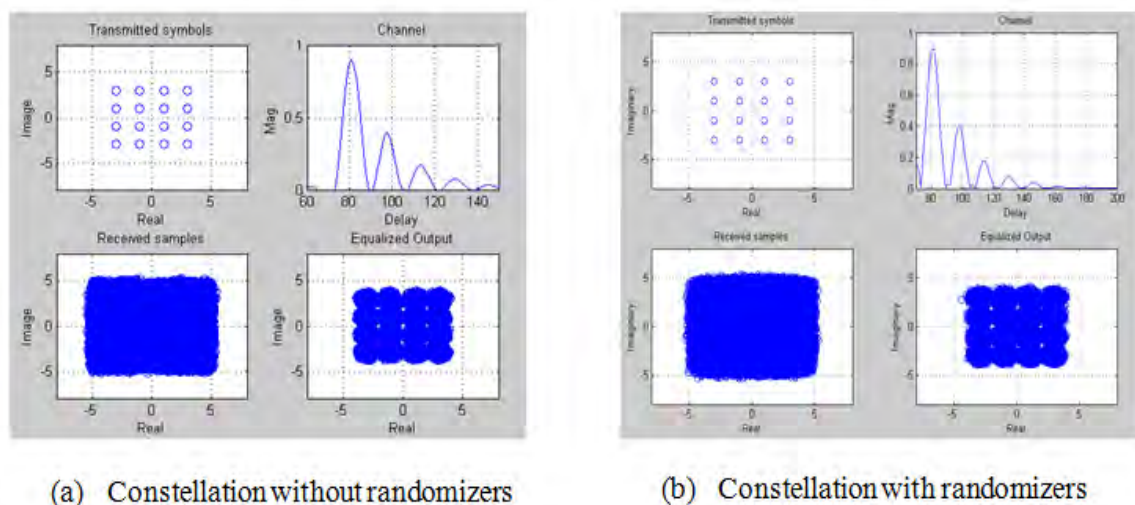 Transmitted symbols
Channel
Image
5
0
-5
-5 0 5
Real
Mag
1
0.5
0
60 80 100 120 140
Delay
Received samples
Equalized Output
Image
5
0
-5
-5 0 5
Real
Image
5
0
-5
-5 0 5
Real
Transmitted symbols
Channel
Imaginary
5
0
-5
-5 0 5
Real
Mag
1
0.8
0.6
0.4
0.2
0
80 100 120 140 160 180 200
Delay
Received samples
Equalized Output
Imaginary
5
0
-5
-5 0 5
Real
Imaginary
5
0
-5
-5 0 5
Real
(a) Constellation without randomizers
(b) Constellation with randomizers